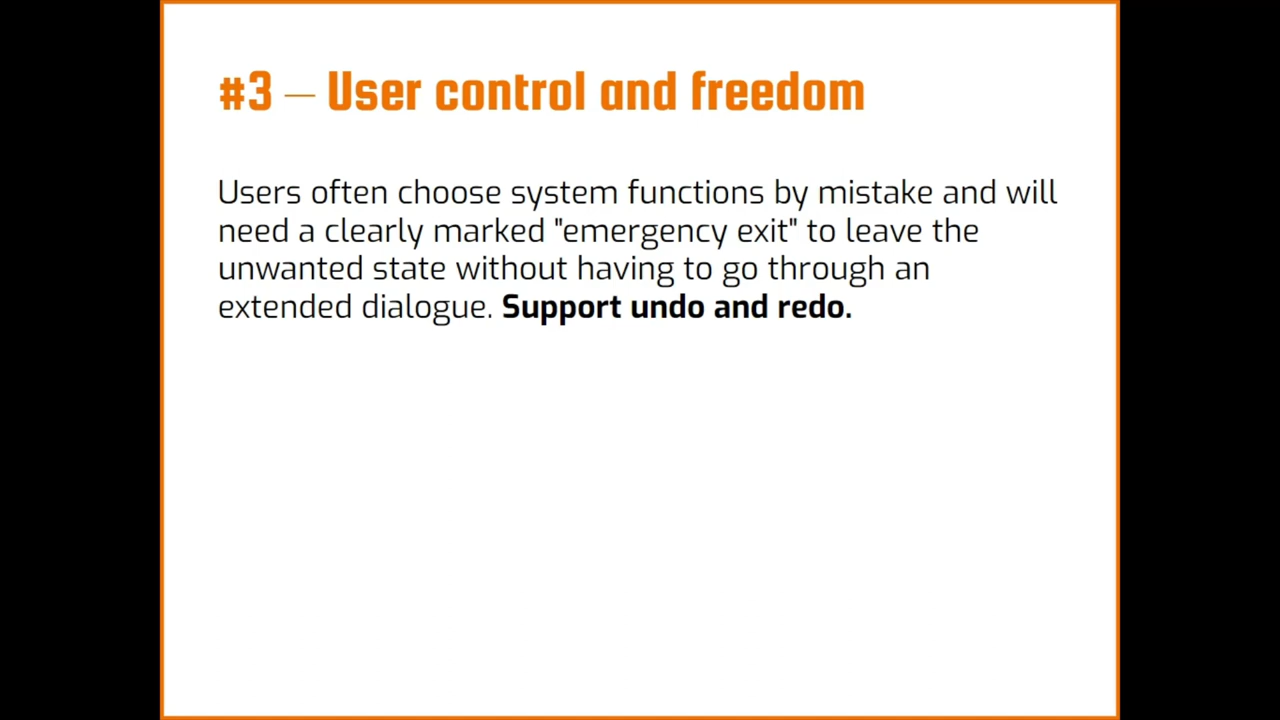 #3 – User control and freedom
Users often choose system functions by mistake and will
need a clearly marked "emergency exit" to leave the
unwanted state without having to go through an
extended dialogue. Support undo and redo.